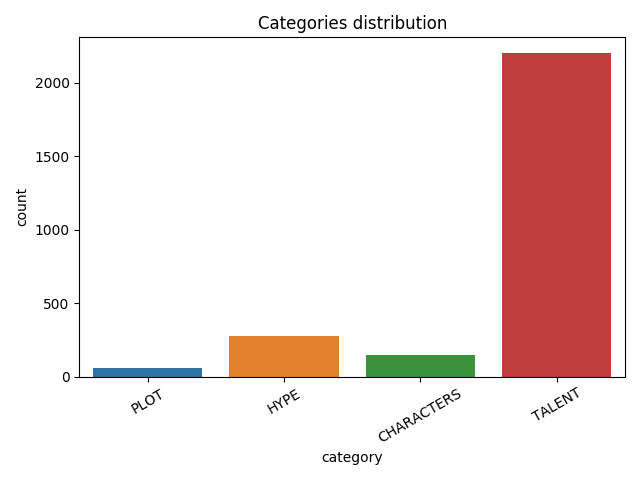 Categories distribution
count
2000
1500
1000
500
0
PLOT
HYPE
CHARACTERS
TALENT
category